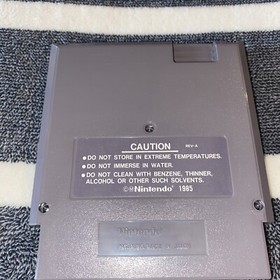 CAUTION REV-A
●DO NOT STORE IN EXTREME TEMPERATURES.
●DO NOT IMMERSE IN WATER.
●DO NOT CLEAN WITH BENZENE, THINNER,
ALCOHOL OR OTHER SUCH SOLVENTS.
©®Nintendo® 1985
Nintendo